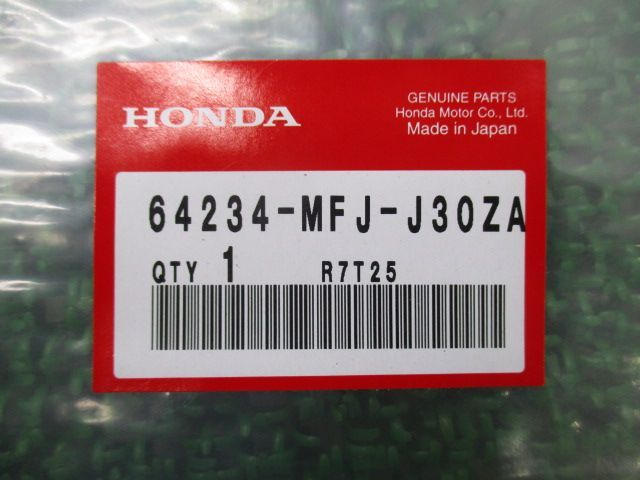 HONDA
GENUINE PARTS
Honda Motor Co., Ltd.
Made in Japan
64234-MFJ-J30ZA
QTY 1 R7T25